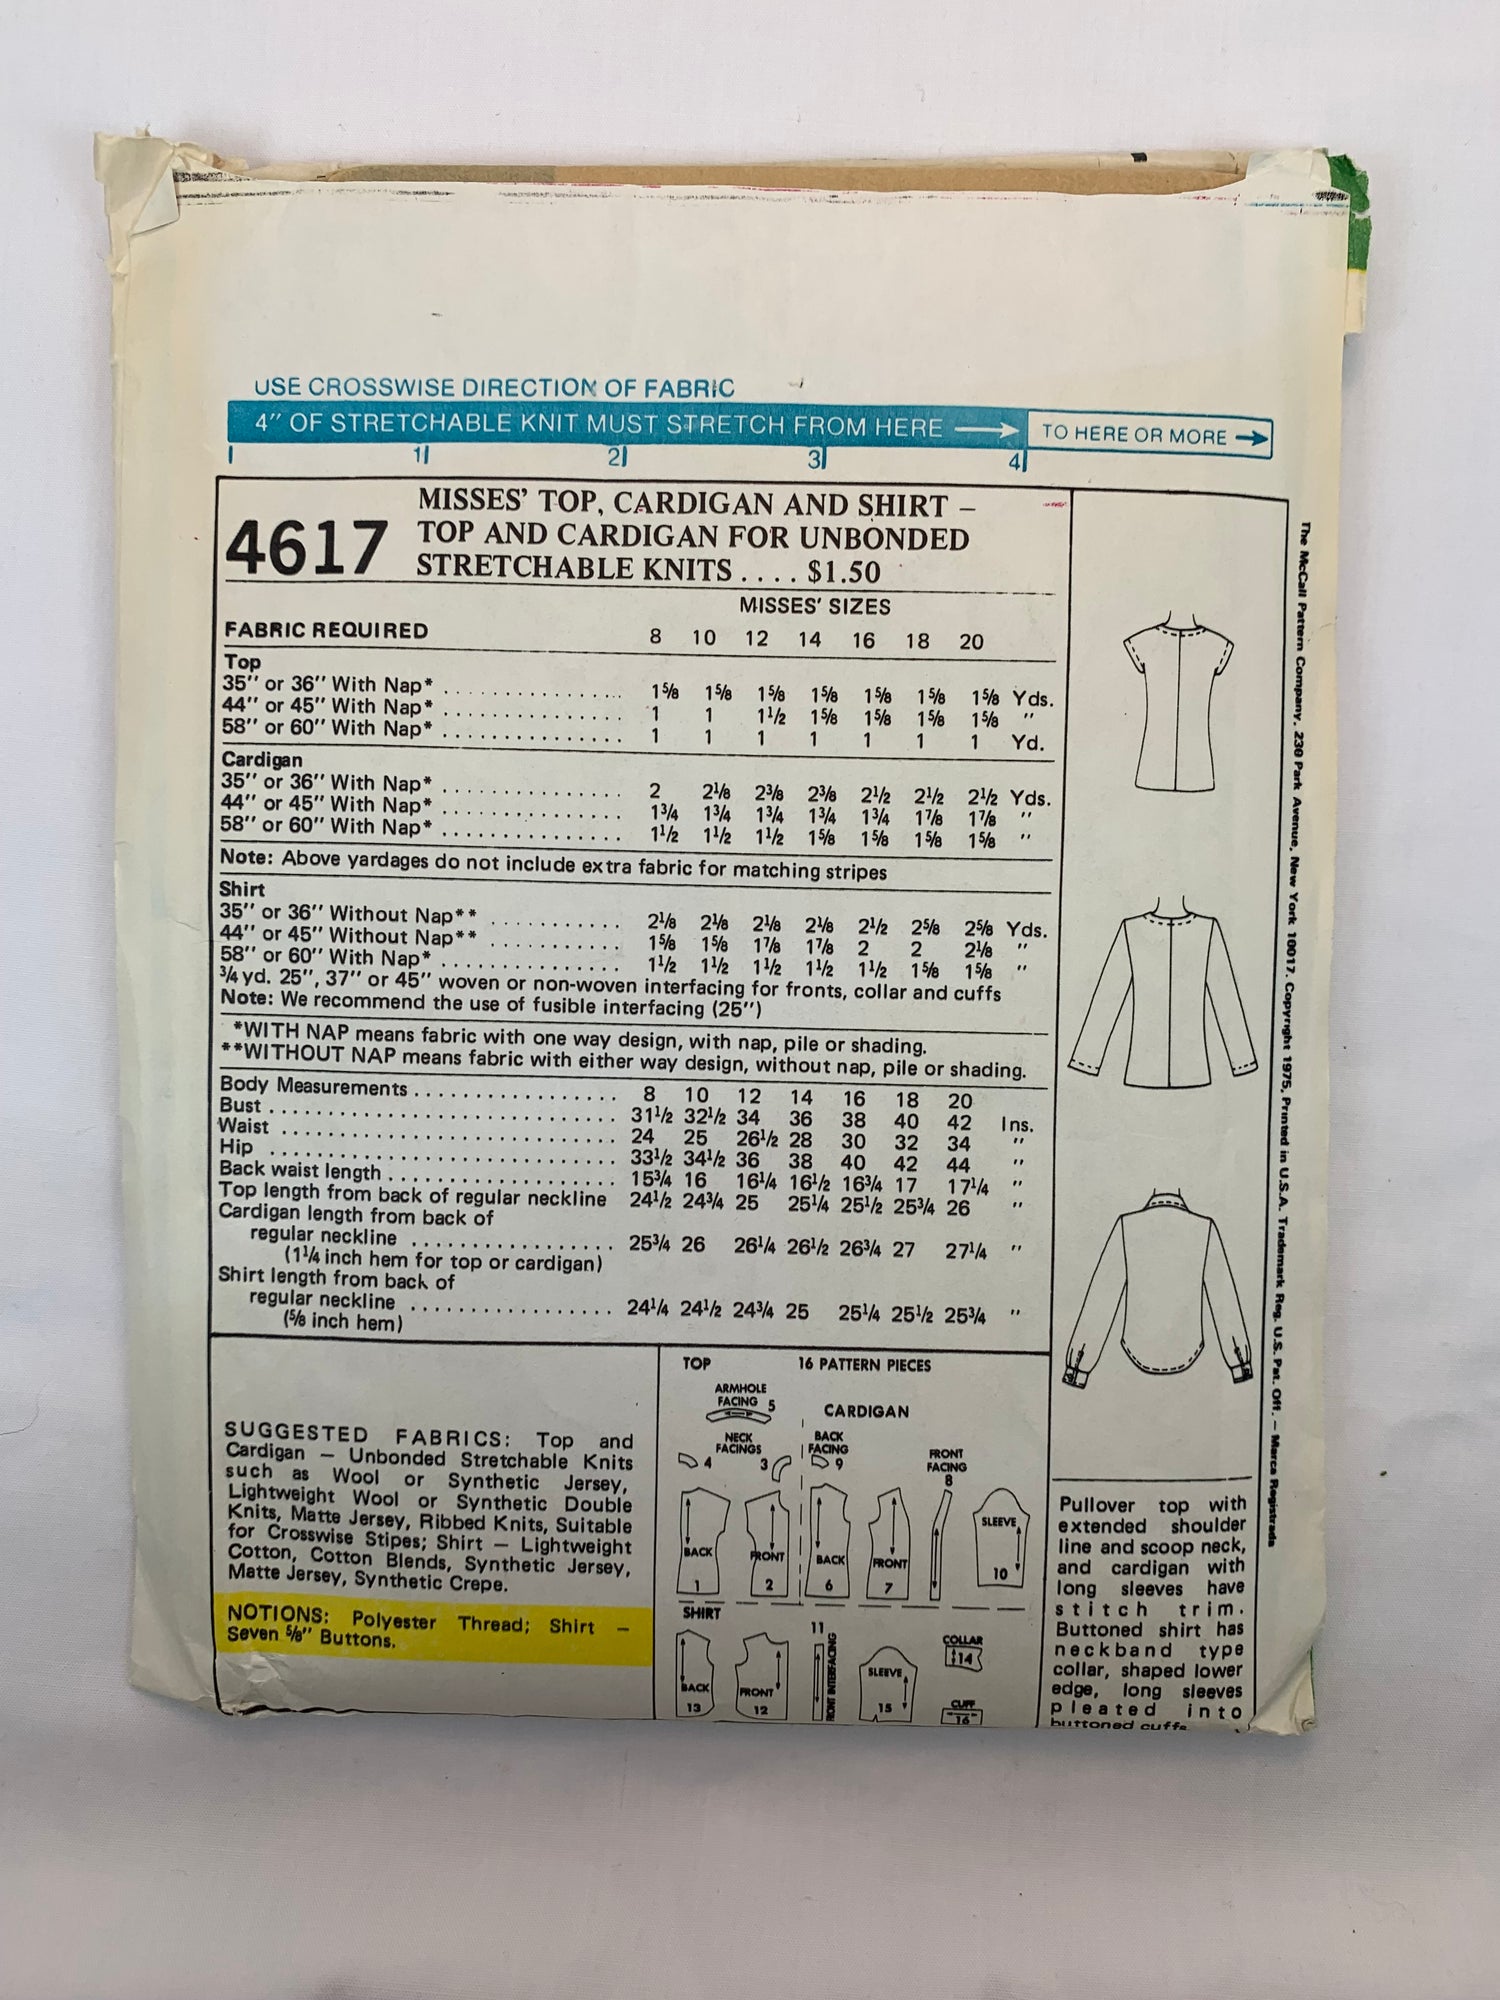 USE CROSSWISE DIRECTION OF FABRIC
4" OF STRETCHABLE KNIT MUST STRETCH FROM HERE → TO HERE OR MORE →
1 2 3 4
4617
MISSES' TOP, CARDIGAN AND SHIRT –
TOP AND CARDIGAN FOR UNBONDED
STRETCHABLE KNITS .... $1.50
MISSES' SIZES
FABRIC REQUIRED 8 10 12 14 16 18 20
Top
35" or 36" With Nap* ................ 1⅝ 1⅝ 1⅝ 1⅝ 1⅝ 1⅝ 1⅝ Yds.
44" or 45" With Nap* ................ 1 1 1½ 1⅝ 1⅝ 1⅝ 1⅝ "
58" or 60" With Nap* ................ 1 1 1 1 1 1 1 Yd.
Cardigan
35" or 36" With Nap* ................ 2 2⅛ 2⅜ 2⅜ 2½ 2½ 2½ Yds.
44" or 45" With Nap* ................ 1¾ 1¾ 1¾ 1¾ 1¾ 1⅞ 1⅞ "
58" or 60" With Nap* ................ 1½ 1½ 1½ 1⅝ 1⅝ 1⅝ 1⅝ "
Note: Above yardages do not include extra fabric for matching stripes
Shirt
35" or 36" Without Nap** ............ 2⅛ 2⅛ 2⅛ 2⅛ 2½ 2⅝ 2⅝ Yds.
44" or 45" Without Nap** ............ 1⅝ 1⅝ 1⅞ 1⅞ 2 2 2⅛ "
58" or 60" With Nap* ................ 1½ 1½ 1½ 1½ 1½ 1⅝ 1⅝ "
¾ yd. 25", 37" or 45" woven or non-woven interfacing for fronts, collar and cuffs
Note: We recommend the use of fusible interfacing (25")
*WITH NAP means fabric with one way design, with nap, pile or shading.
**WITHOUT NAP means fabric with either way design, without nap, pile or shading.
Body Measurements .................. 8 10 12 14 16 18 20
Bust ............................... 31½ 32½ 34 36 38 40 42 Ins.
Waist .............................. 24 25 26½ 28 30 32 34 "
Hip ................................ 33½ 34½ 36 38 40 42 44 "
Back waist length .................. 15¾ 16 16¼ 16½ 16¾ 17 17¼ "
Top length from back of regular neckline 24½ 24¾ 25 25¼ 25½ 25¾ 26 "
Cardigan length from back of
regular neckline ................. 25¾ 26 26¼ 26½ 26¾ 27 27¼ "
(1¼ inch hem for top or cardigan)
Shirt length from back of
regular neckline ................. 24¼ 24½ 24¾ 25 25¼ 25½ 25¾ "
(⅝ inch hem)
SUGGESTED FABRICS: Top and
Cardigan – Unbonded Stretchable Knits
such as Wool or Synthetic Jersey,
Lightweight Wool or Synthetic Double
Knits, Matte Jersey, Ribbed Knits, Suitable
for Crosswise Stipes; Shirt – Lightweight
Cotton, Cotton Blends, Synthetic Jersey,
Matte Jersey, Synthetic Crepe.
NOTIONS: Polyester Thread; Shirt –
Seven ⅝" Buttons.
TOP 16 PATTERN PIECES
ARMHOLE
FACING 5
NECK
FACINGS
4 3
CARDIGAN
BACK
FACING
9
FRONT
FACING
8
BACK
1
FRONT
2
BACK
6
FRONT
7
SLEEVE
10
SHIRT
BACK
13
FRONT
12
11
FRONT INTERFACING
SLEEVE
15
COLLAR
14
CUFF
16
Pullover top with
extended shoulder
line and scoop neck,
and cardigan with
long sleeves have
stitch trim.
Buttoned shirt has
neckband type
collar, shaped lower
edge, long sleeves
pleated into
buttoned cuffs.
The McCall Pattern Company, 230 Park Avenue, New York 10017. Copyright 1975, Printed in U.S.A. Trademark Reg. U.S. Pat. Off. – Marca Registrada